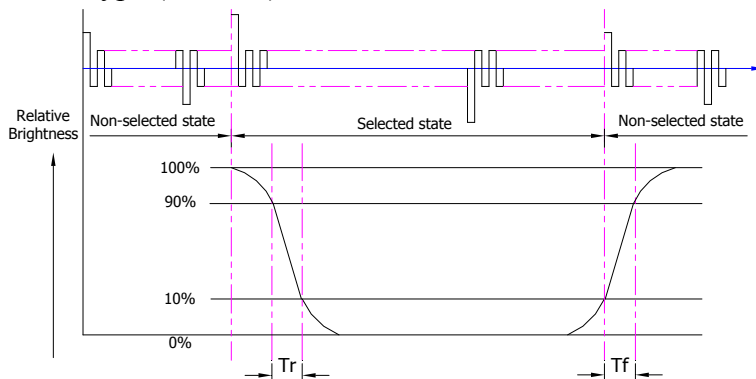 Relative
Brightness
Non-selected state
Selected state
Non-selected state
100%
90%
10%
0%
Tr
Tf